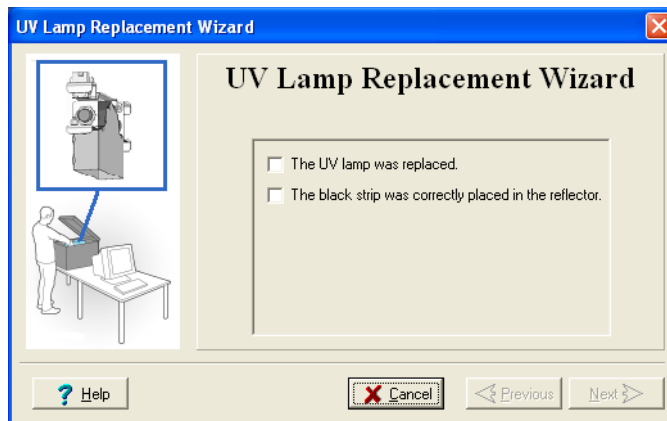 UV Lamp Replacement Wizard
UV Lamp Replacement Wizard
The UV lamp was replaced.
The black strip was correctly placed in the reflector.
? Help
Cancel
Previous
Next